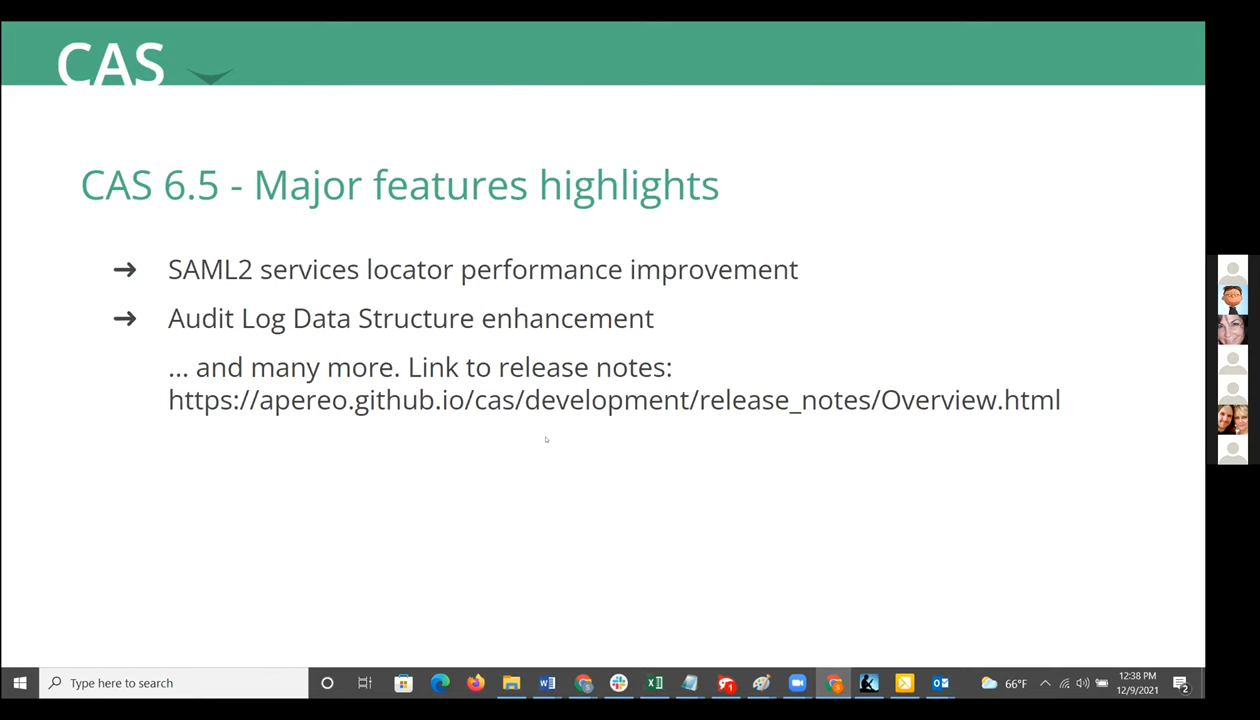 CAS
CAS 6.5 - Major features highlights
➔ SAML2 services locator performance improvement
➔ Audit Log Data Structure enhancement
... and many more. Link to release notes:
https://apereo.github.io/cas/development/release_notes/Overview.html
Type here to search
66°F
12:38 PM
12/9/2021
2